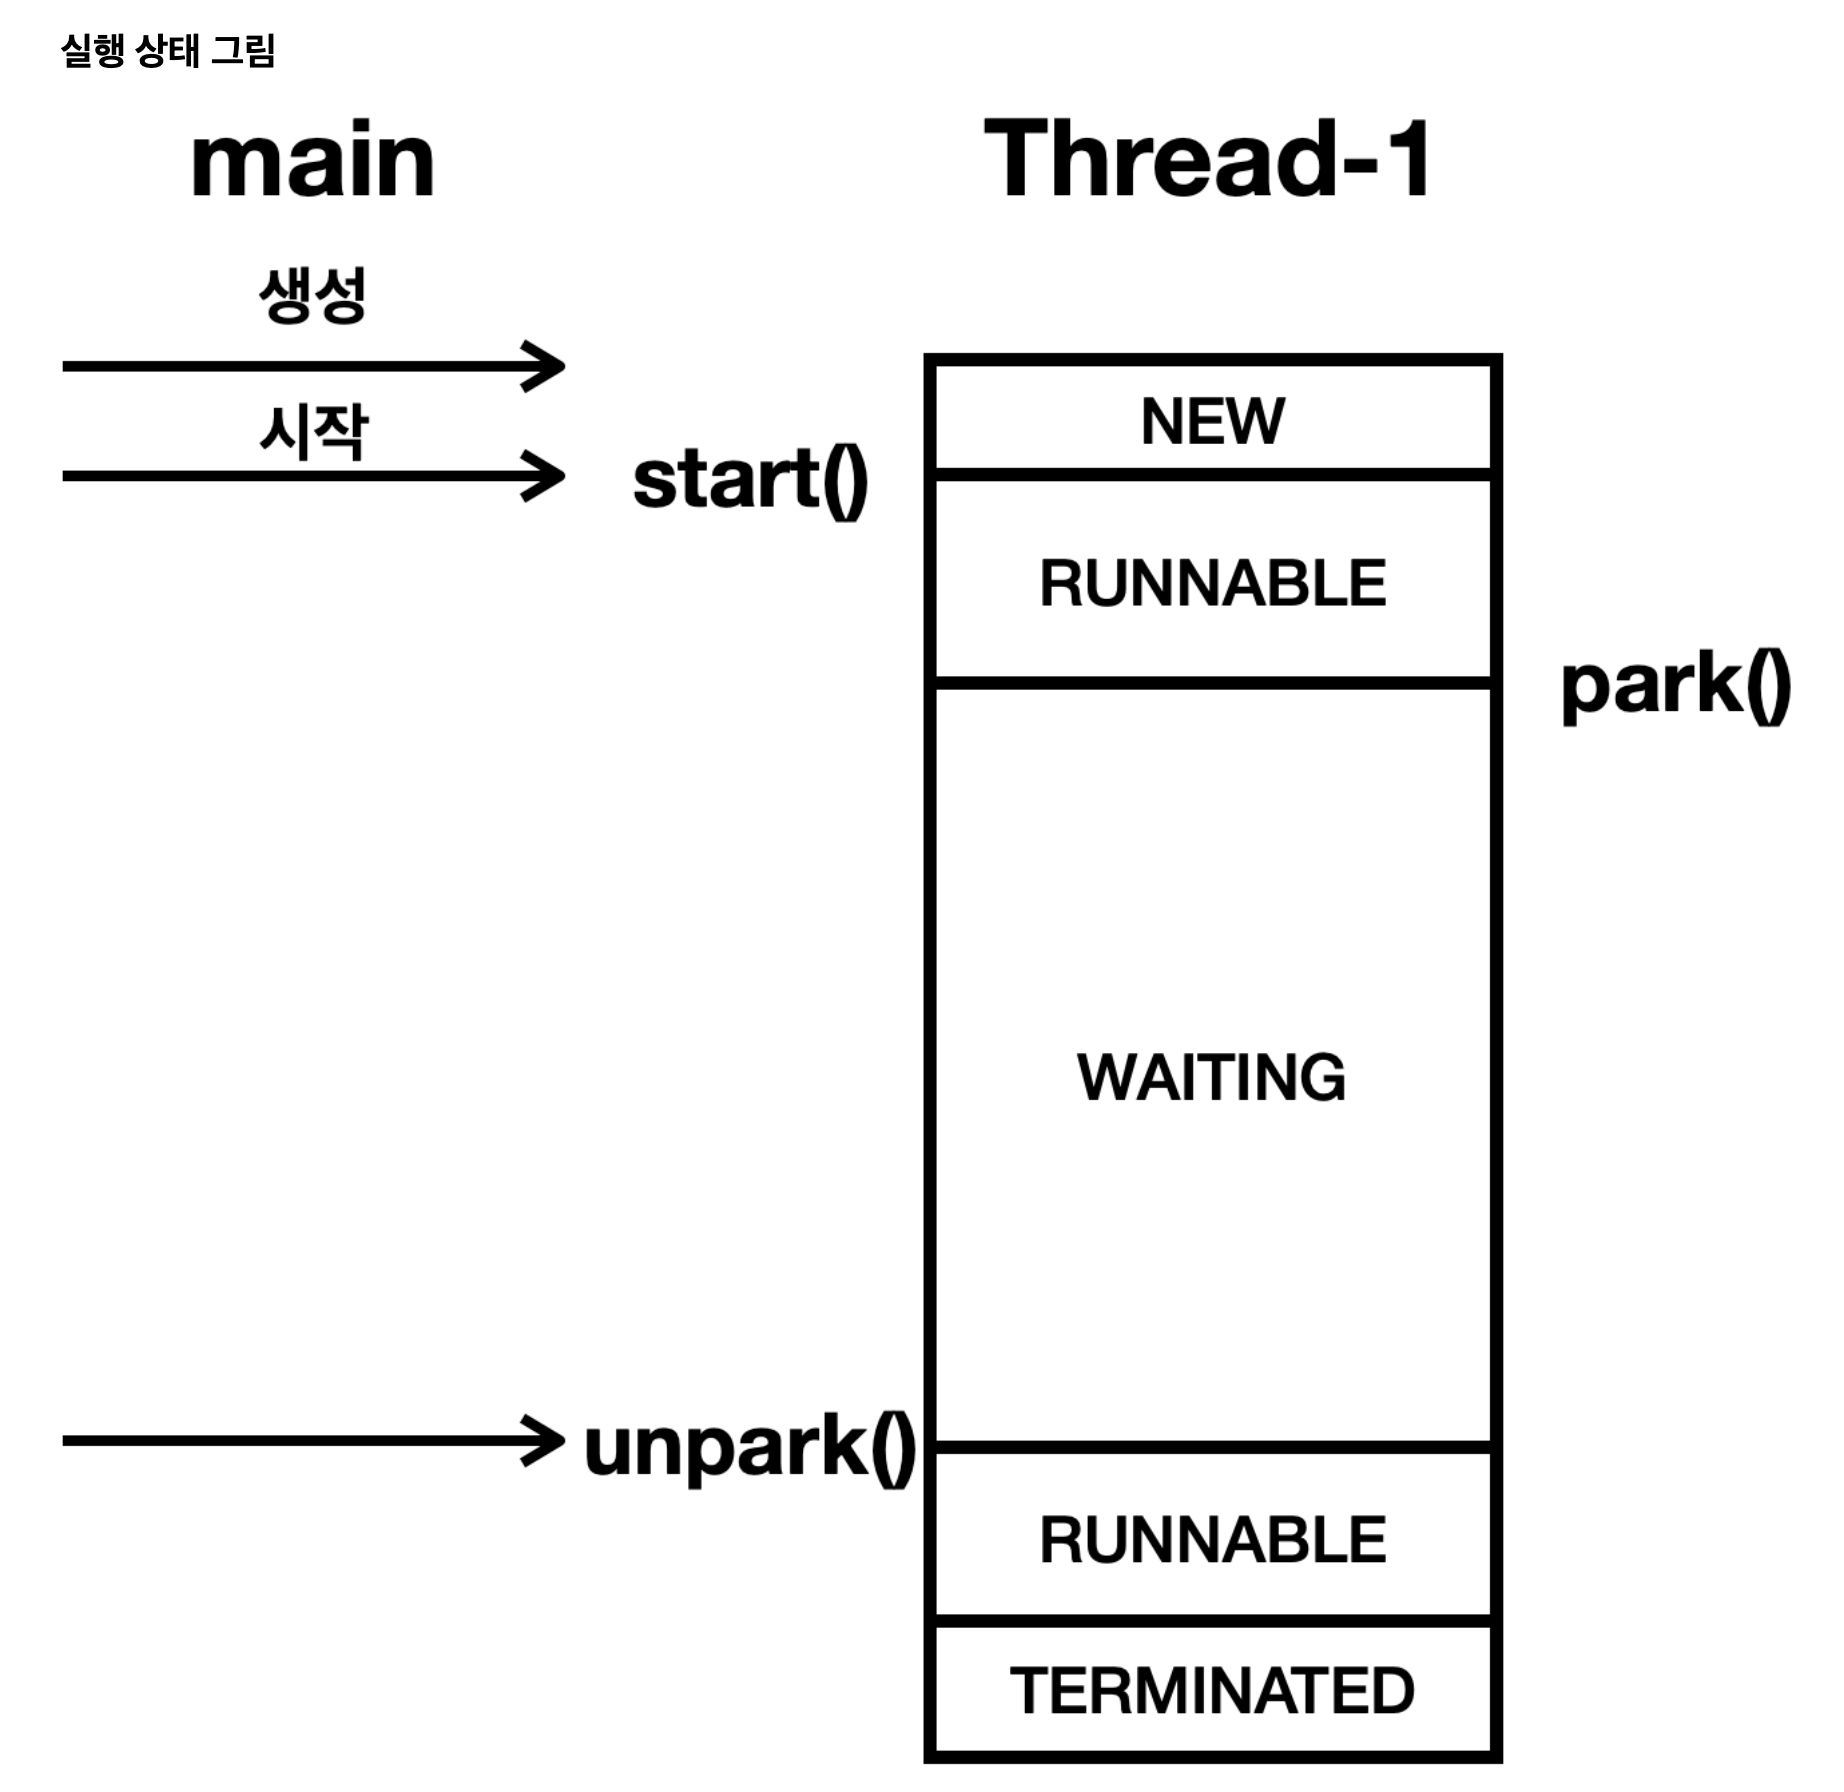 실행 상태 그림
main
Thread-1
생성
NEW
시작
start()
RUNNABLE
park()
WAITING
unpark()
RUNNABLE
TERMINATED